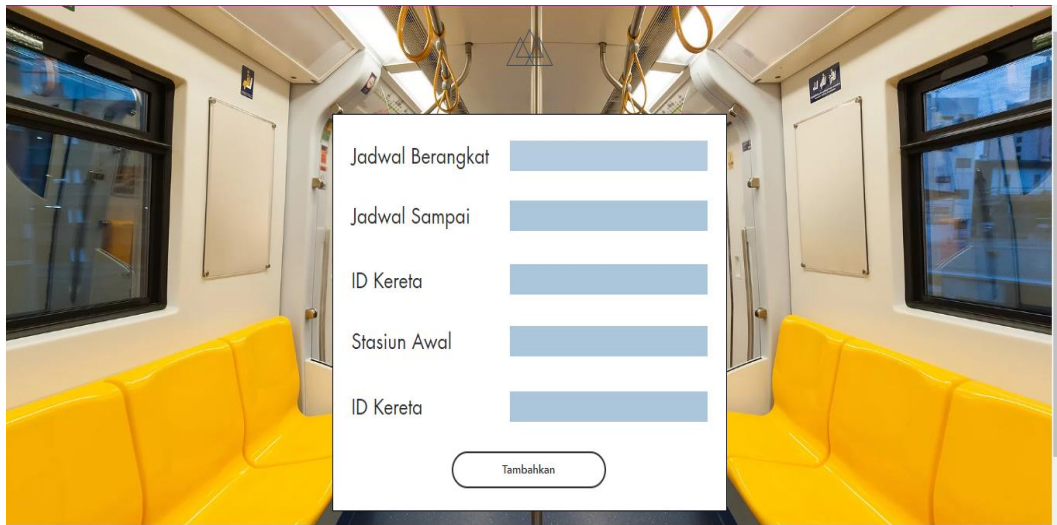 Jadwal Berangkat
Jadwal Sampai
ID Kereta
Stasiun Awal
ID Kereta
Tambahkan